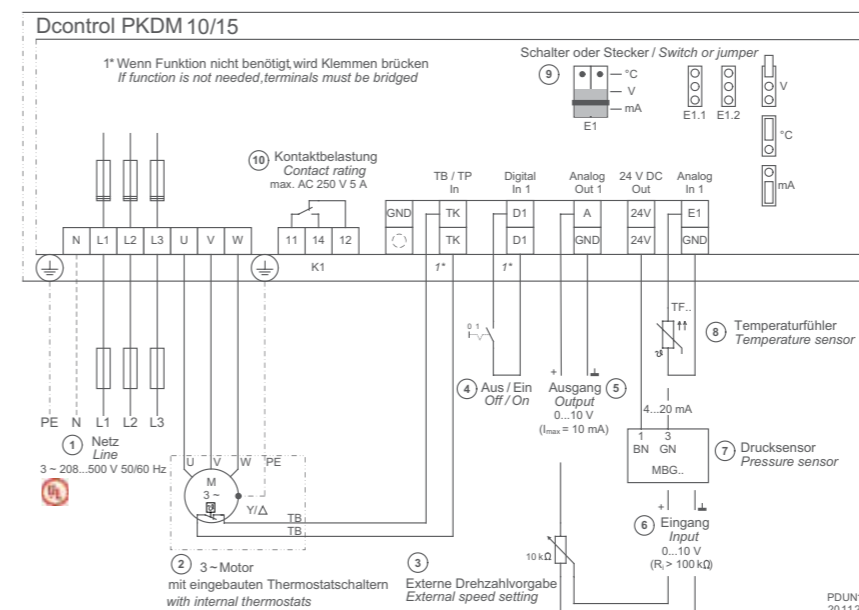 Dcontrol PKDM 10/15
1* Wenn Funktion nicht benötigt,wird Klemmen brücken
If function is not needed,terminals must be bridged
Schalter oder Stecker / Switch or jumper
9
°C
V
mA
E1
E1.1
E1.2
V
°C
mA
10 Kontaktbelastung
Contact rating
max. AC 250 V 5 A
TB / TP
In
Digital
In 1
Analog
Out 1
24 V DC
Out
Analog
In 1
GND TK D1 A 24V E1
N L1 L2 L3 U V W 11 14 12 TK D1 GND 24V GND
K1 1* 1*
TF..
8 Temperaturfühler
Temperature sensor
ϑ
0 1
4 Aus / Ein
Off / On
+ ⊥
Ausgang 5
Output
0...10 V
(Imax = 10 mA)
4...20 mA
1 3
BN GN
MBG..
7 Drucksensor
Pressure sensor
PE N L1 L2 L3
1 Netz
Line
3 ~ 208...500 V 50/60 Hz
UL
U V W PE
M
3 ~
ϑ
Y/Δ
TB
TB
+ ⊥
6 Eingang
Input
0...10 V
(Ri > 100 kΩ)
10 kΩ
2 3 ~ Motor
mit eingebauten Thermostatschaltern
with internal thermostats
3
Externe Drehzahlvorgabe
External speed setting